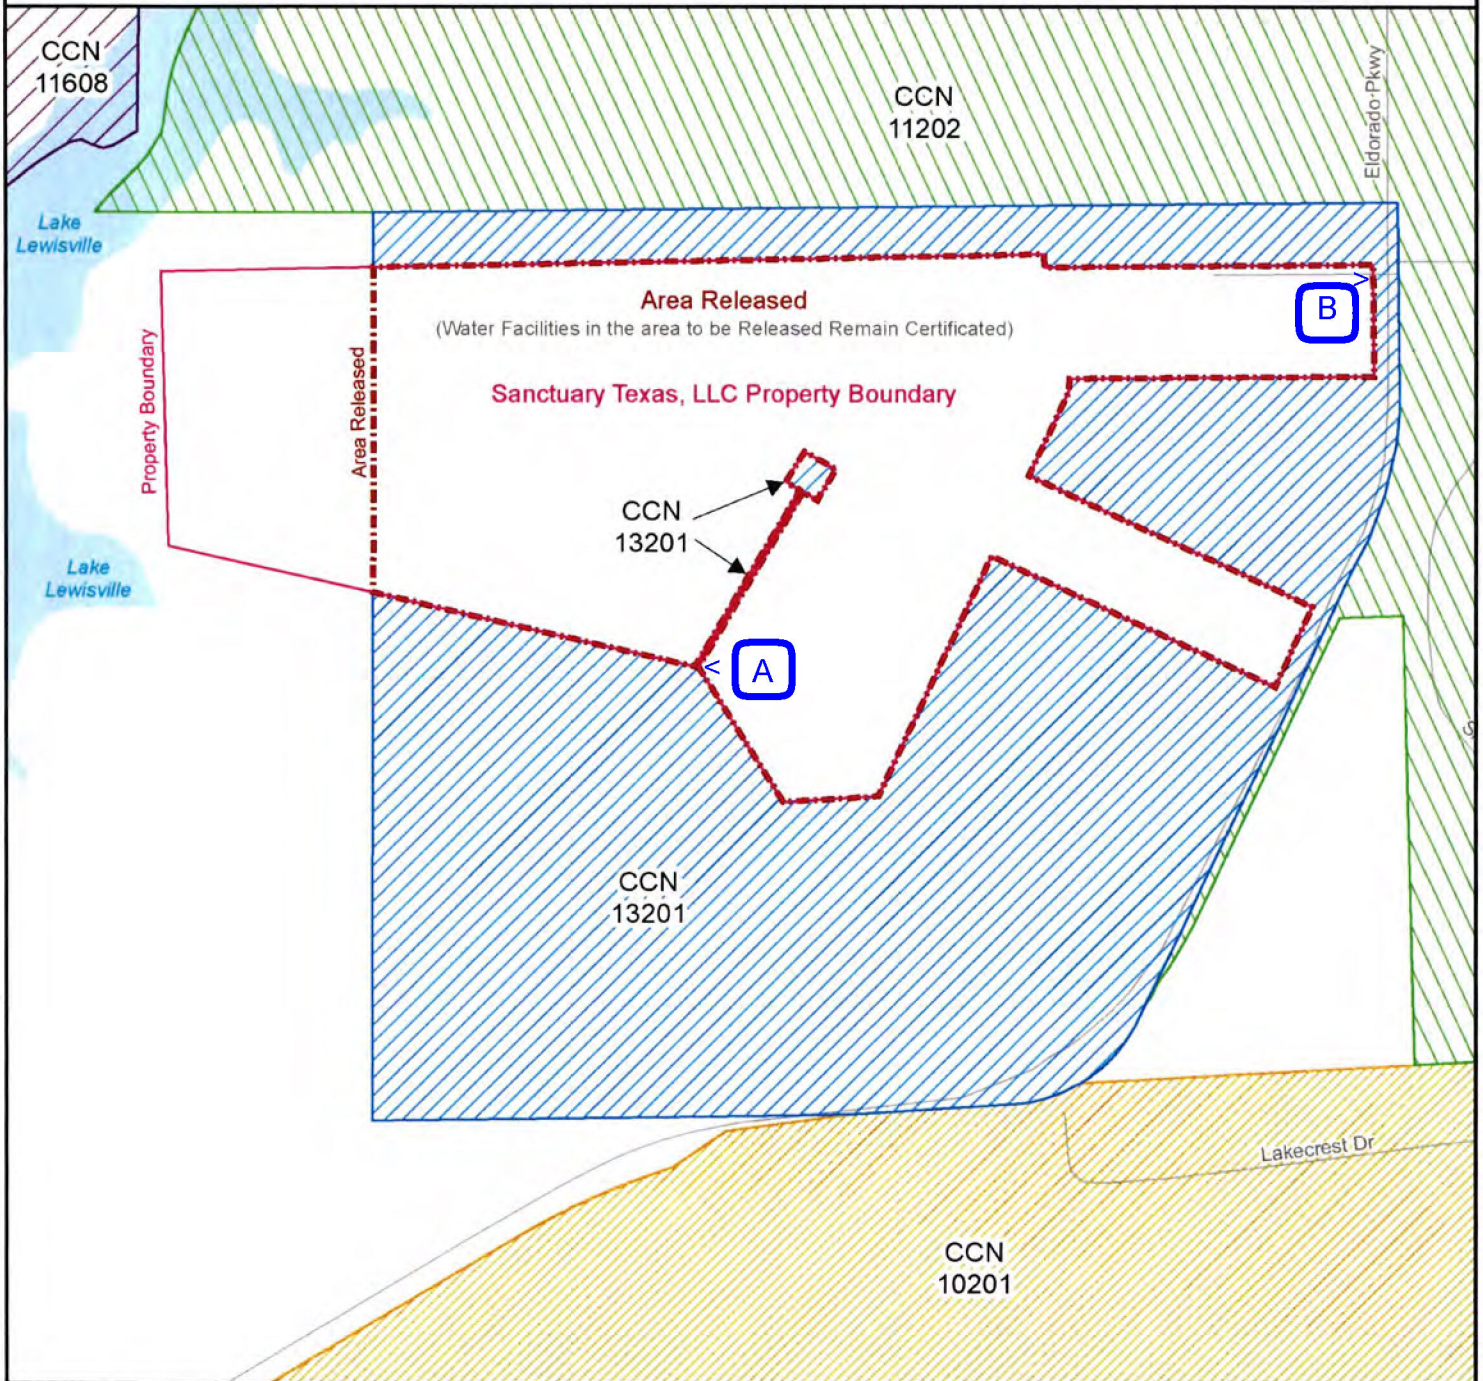 CCN
11608
CCN
11202
Eldorado Pkwy
Lake
Lewisville
Area Released
(Water Facilities in the area to be Released Remain Certificated)
>
B
Property Boundary
Area Released
Sanctuary Texas, LLC Property Boundary
CCN
13201
Lake
Lewisville
<
A
CCN
13201
Lakecrest Dr
CCN
10201